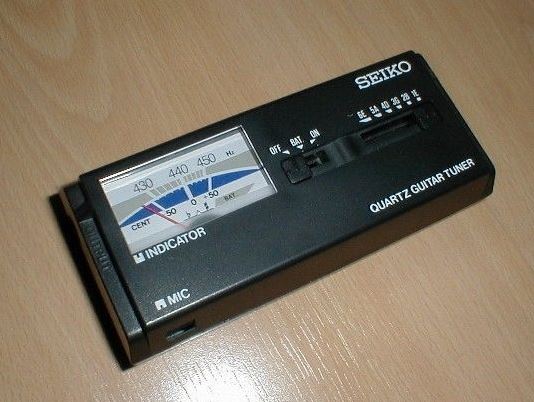 SEIKO
6E 5A 4D 3G 2B 1E
OFF BAT. ON
QUARTZ GUITAR TUNER
430 440 450 Hz
CENT 50 0 +50 BAT.
♭ ♯
INDICATOR
MIC